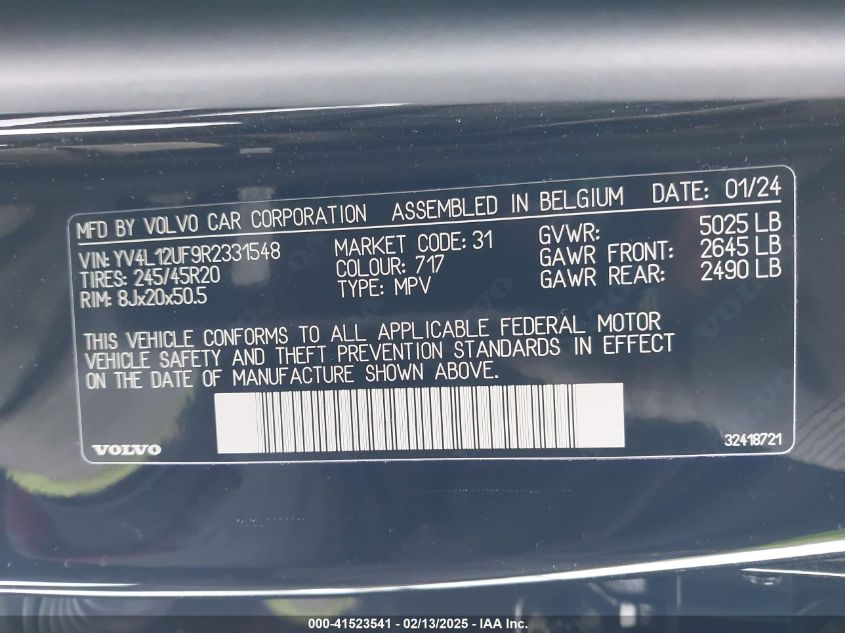 MFD BY VOLVO CAR CORPORATION ASSEMBLED IN BELGIUM DATE: 01/24
VIN: YV4L12UF9R2331548 MARKET CODE: 31 GVWR: 5025 LB
TIRES: 245/45R20 COLOUR: 717 GAWR FRONT: 2645 LB
RIM: 8Jx20x50.5 TYPE: MPV GAWR REAR: 2490 LB
THIS VEHICLE CONFORMS TO ALL APPLICABLE FEDERAL MOTOR
VEHICLE SAFETY AND THEFT PREVENTION STANDARDS IN EFFECT
ON THE DATE OF MANUFACTURE SHOWN ABOVE.
VOLVO 32418721
000-41523541 - 02/13/2025 - IAA Inc.